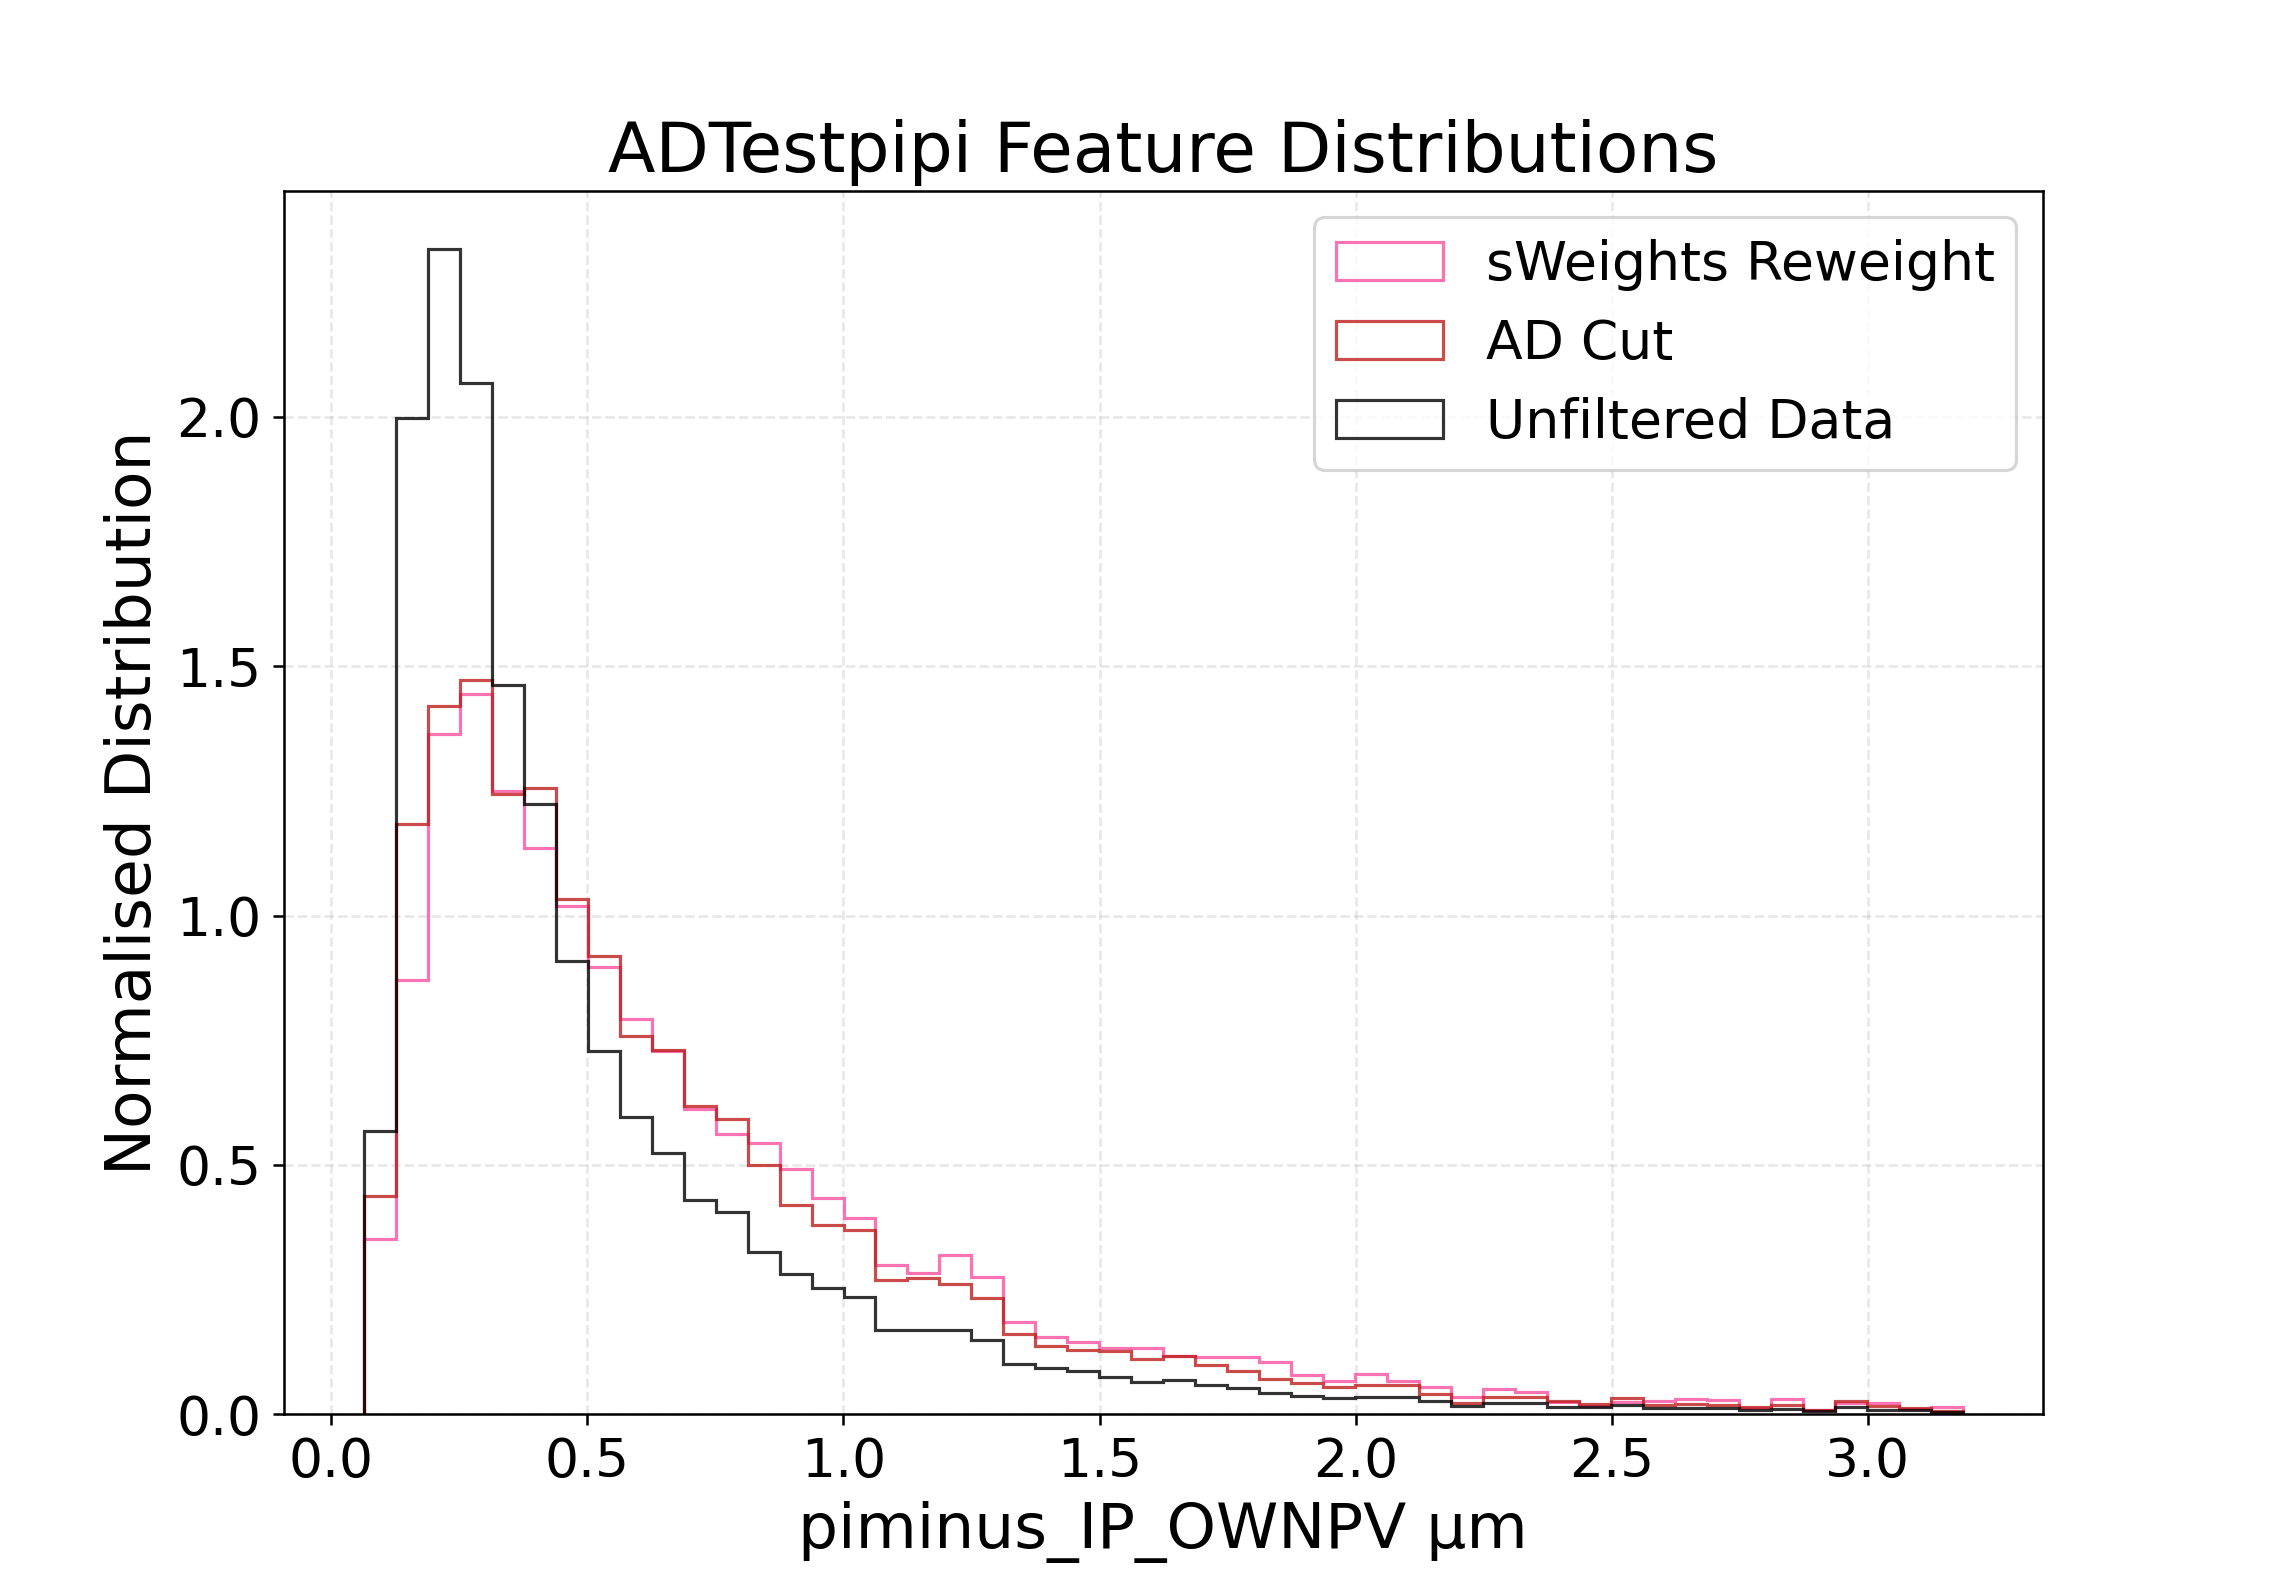 ADTestpipi Feature Distributions
sWeights Reweight
AD Cut
Unfiltered Data
Normalised Distribution
2.0
1.5
1.0
0.5
0.0
0.0 0.5 1.0 1.5 2.0 2.5 3.0
piminus_IP_OWNPV μm